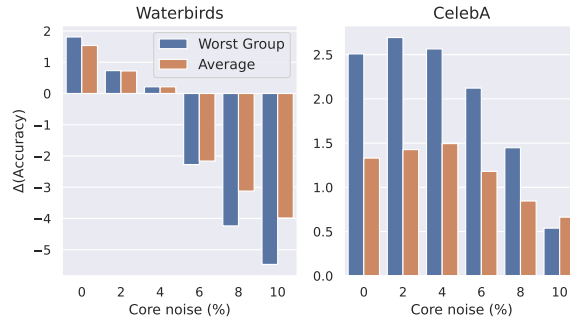 Waterbirds
CelebA
Δ(Accuracy)
2
1
0
−1
−2
−3
−4
−5
Worst Group
Average
0 2 4 6 8 10
Core noise (%)
2.5
2.0
1.5
1.0
0.5
0.0
0 2 4 6 8 10
Core noise (%)